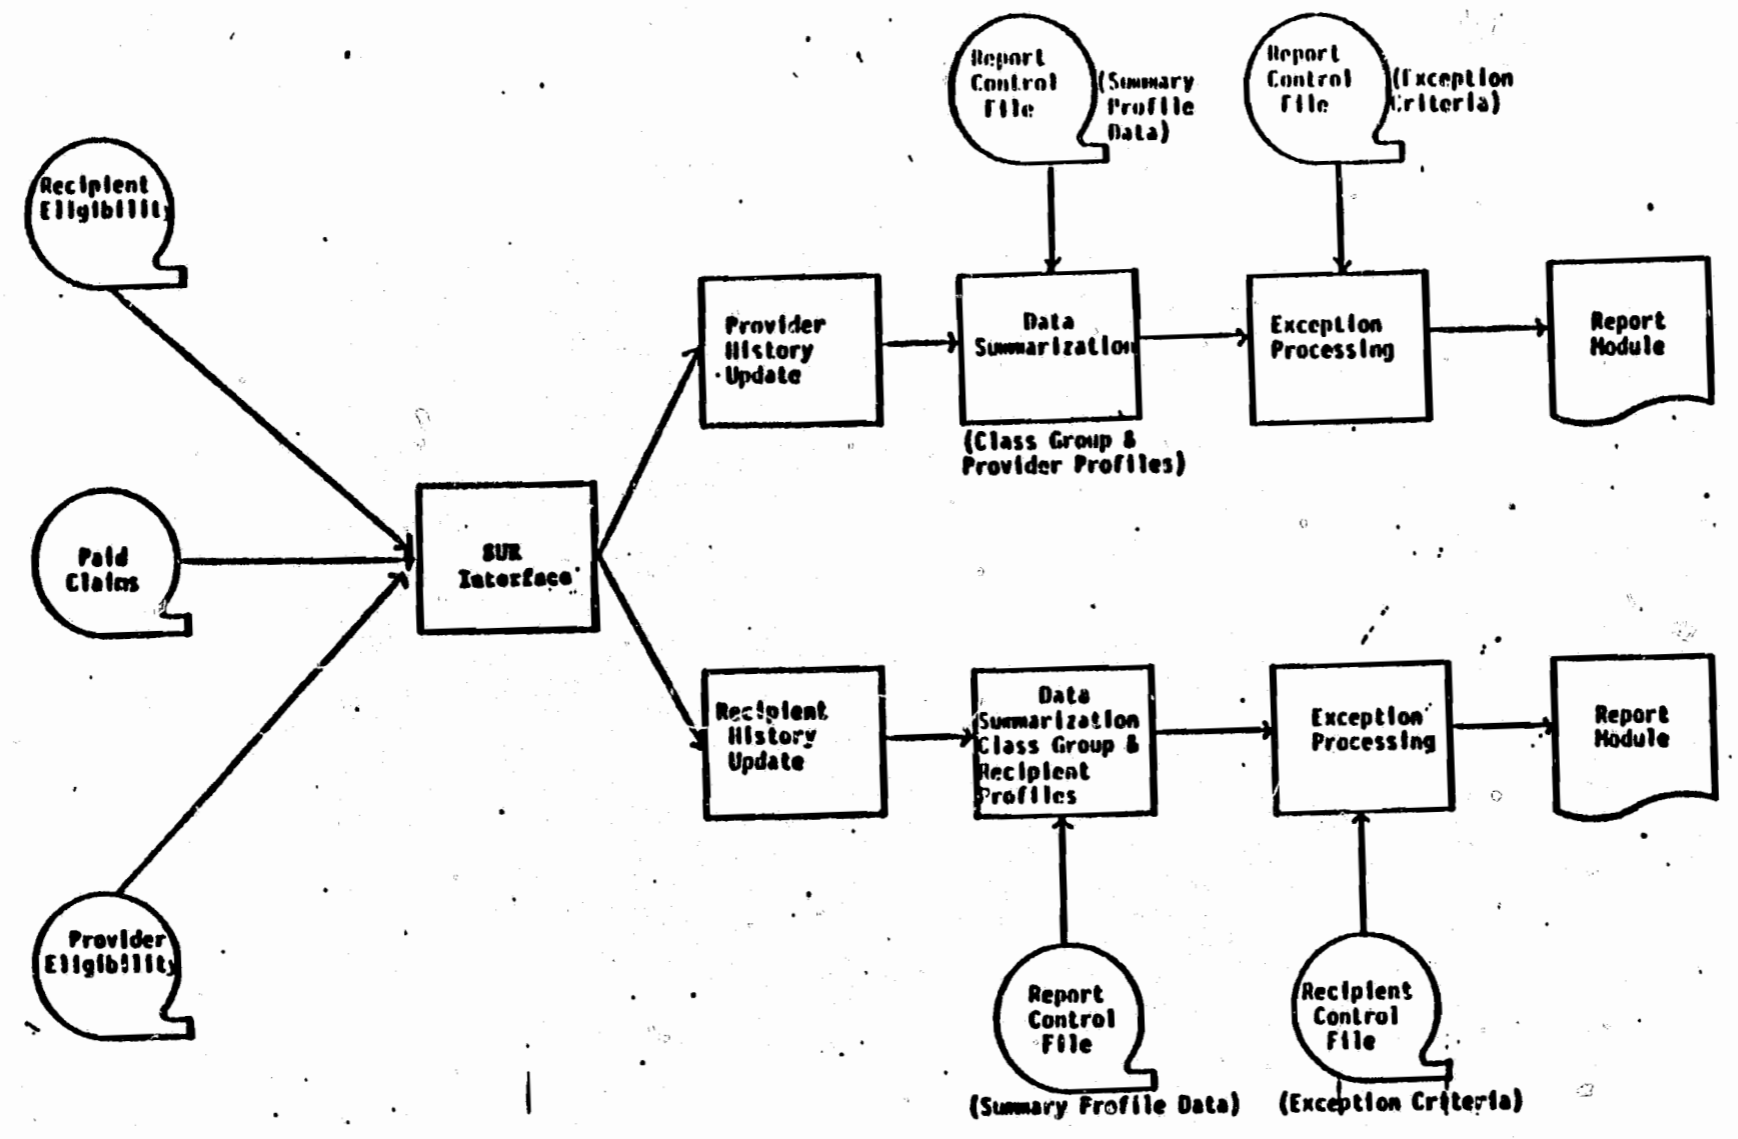 Report
Control
File
(Summary
Profile
Data)
Report
Control
File
(Exception
Criteria)
Recipient
Eligibility
Provider
History
Update
Data
Summarization
(Class Group &
Provider Profiles)
Exception
Processing
Report
Module
Paid
Claims
SUR
Interface
Recipient
History
Update
Data
Summarization
Class Group &
Recipient
Profiles
Exception
Processing
Report
Module
Provider
Eligibility
Report
Control
File
(Summary Profile Data)
Recipient
Control
File
(Exception Criteria)